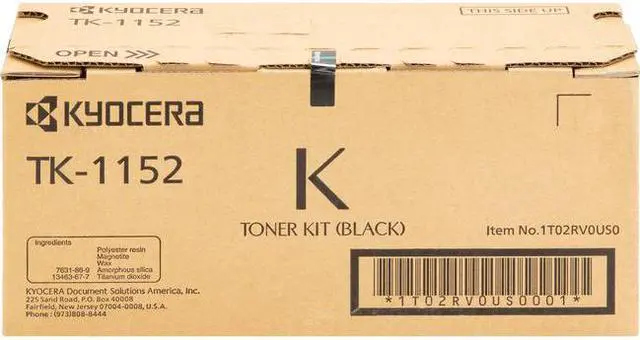 KYOCERA
TK-1152
THIS SIDE UP
OPEN >>>
KYOCERA
TK-1152
K
TONER KIT (BLACK)
Item No.1T02RV0US0
Ingredients
Polyester resin
Magnetite
Wax
7631-86-9 Amorphous silica
13463-67-7 Titanium dioxide
KYOCERA Document Solutions America, Inc.
225 Sand Road, P.O. Box 40008
Fairfield, New Jersey 07004-0008, U.S.A.
Phone : (973)808-8444
*1T02RV0US0001*